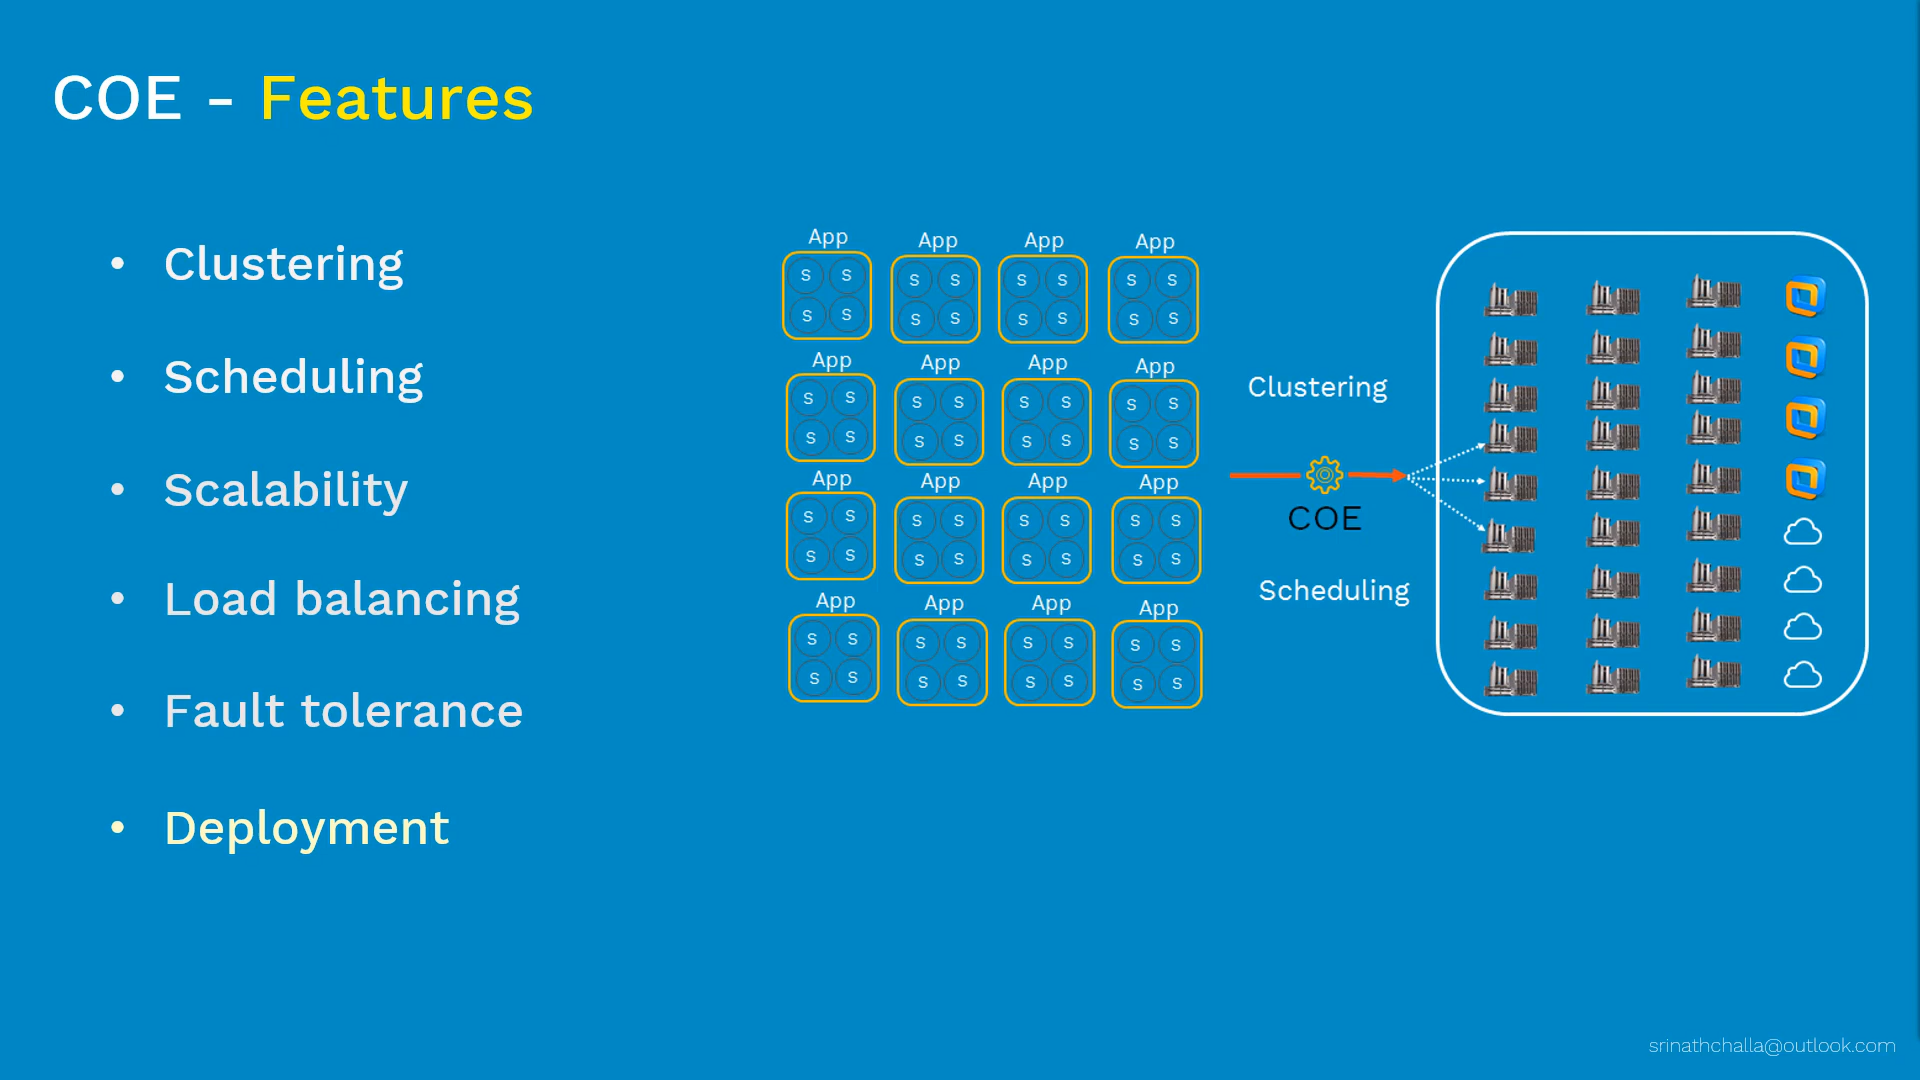 COE - Features
• Clustering
• Scheduling
• Scalability
• Load balancing
• Fault tolerance
• Deployment
App App App App
S S S S S S S S
S S S S S S S S
App App App App
S S S S S S S S
S S S S S S S S
App App App App
S S S S S S S S
S S S S S S S S
App App App App
S S S S S S S S
S S S S S S S S
Clustering
COE
Scheduling
srinathchalla@outlook.com